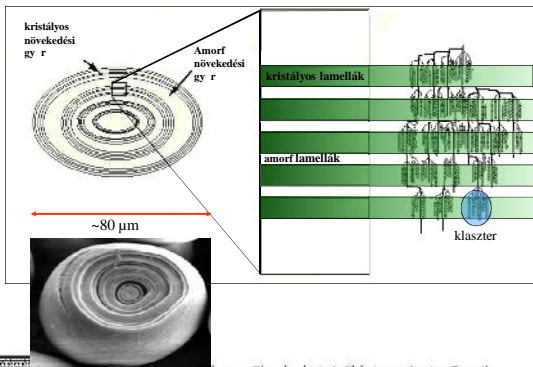 kristályos
növekedési
gy r
Amorf
növekedési
gy r
kristályos lamellák
amorf lamellák
klaszter
~80 µm